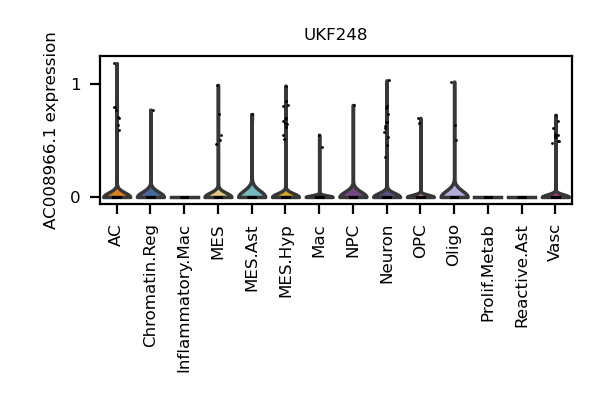 UKF248
AC008966.1 expression
1
0
AC
Chromatin.Reg
Inflammatory.Mac
MES
MES.Ast
MES.Hyp
Mac
NPC
Neuron
OPC
Oligo
Prolif.Metab
Reactive.Ast
Vasc